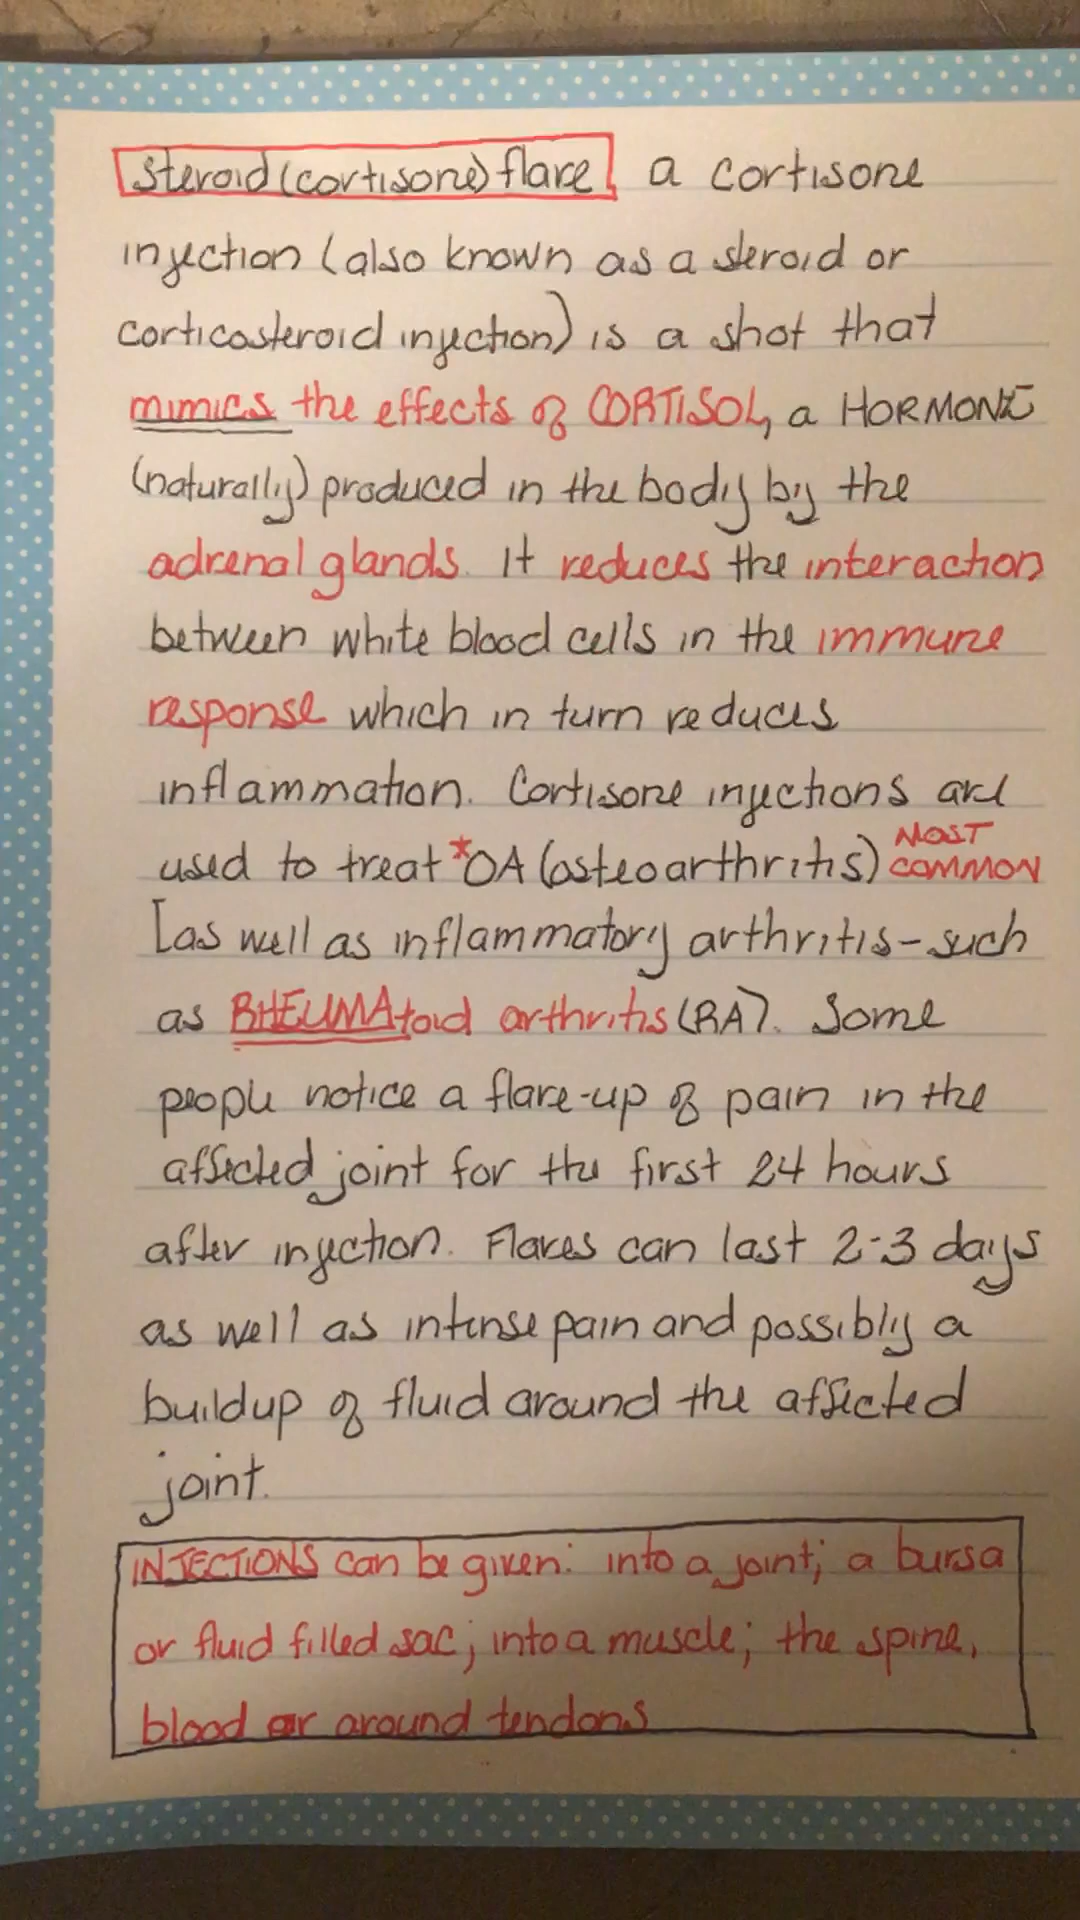 steroid (cortisone) flare, a cortisone
injection (also known as a steroid or
corticosteroid injection) is a shot that
mimics the effects of CORTISOL, a HORMONE
(naturally) produced in the body by the
adrenal glands. It reduces the interaction
between white blood cells in the immune
response which in turn reduces
inflammation. Cortisone injections are
used to treat *OA (osteoarthritis) MOST COMMON
[as well as inflammatory arthritis-such
as RHEUMAtoid arthritis (RA]. Some
people notice a flare-up of pain in the
affected joint for the first 24 hours
after injection. Flares can last 2-3 days
as well as intense pain and possibly a
buildup of fluid around the affected
joint.
INJECTIONS can be given: into a joint; a bursa
or fluid filled sac; into a muscle; the spine,
blood or around tendons